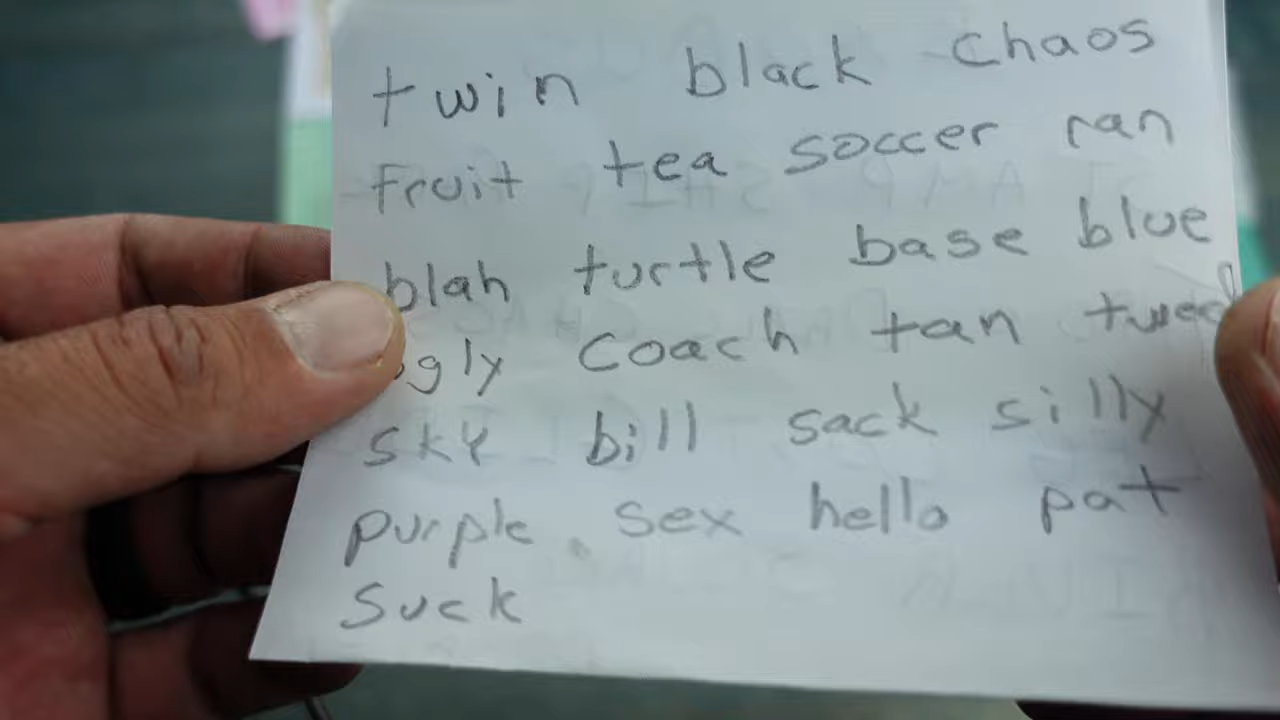 twin black chaos
fruit tea soccer ran
blah turtle base blue
ugly coach tan
sky bill sack silly
purple sex hello pat
suck